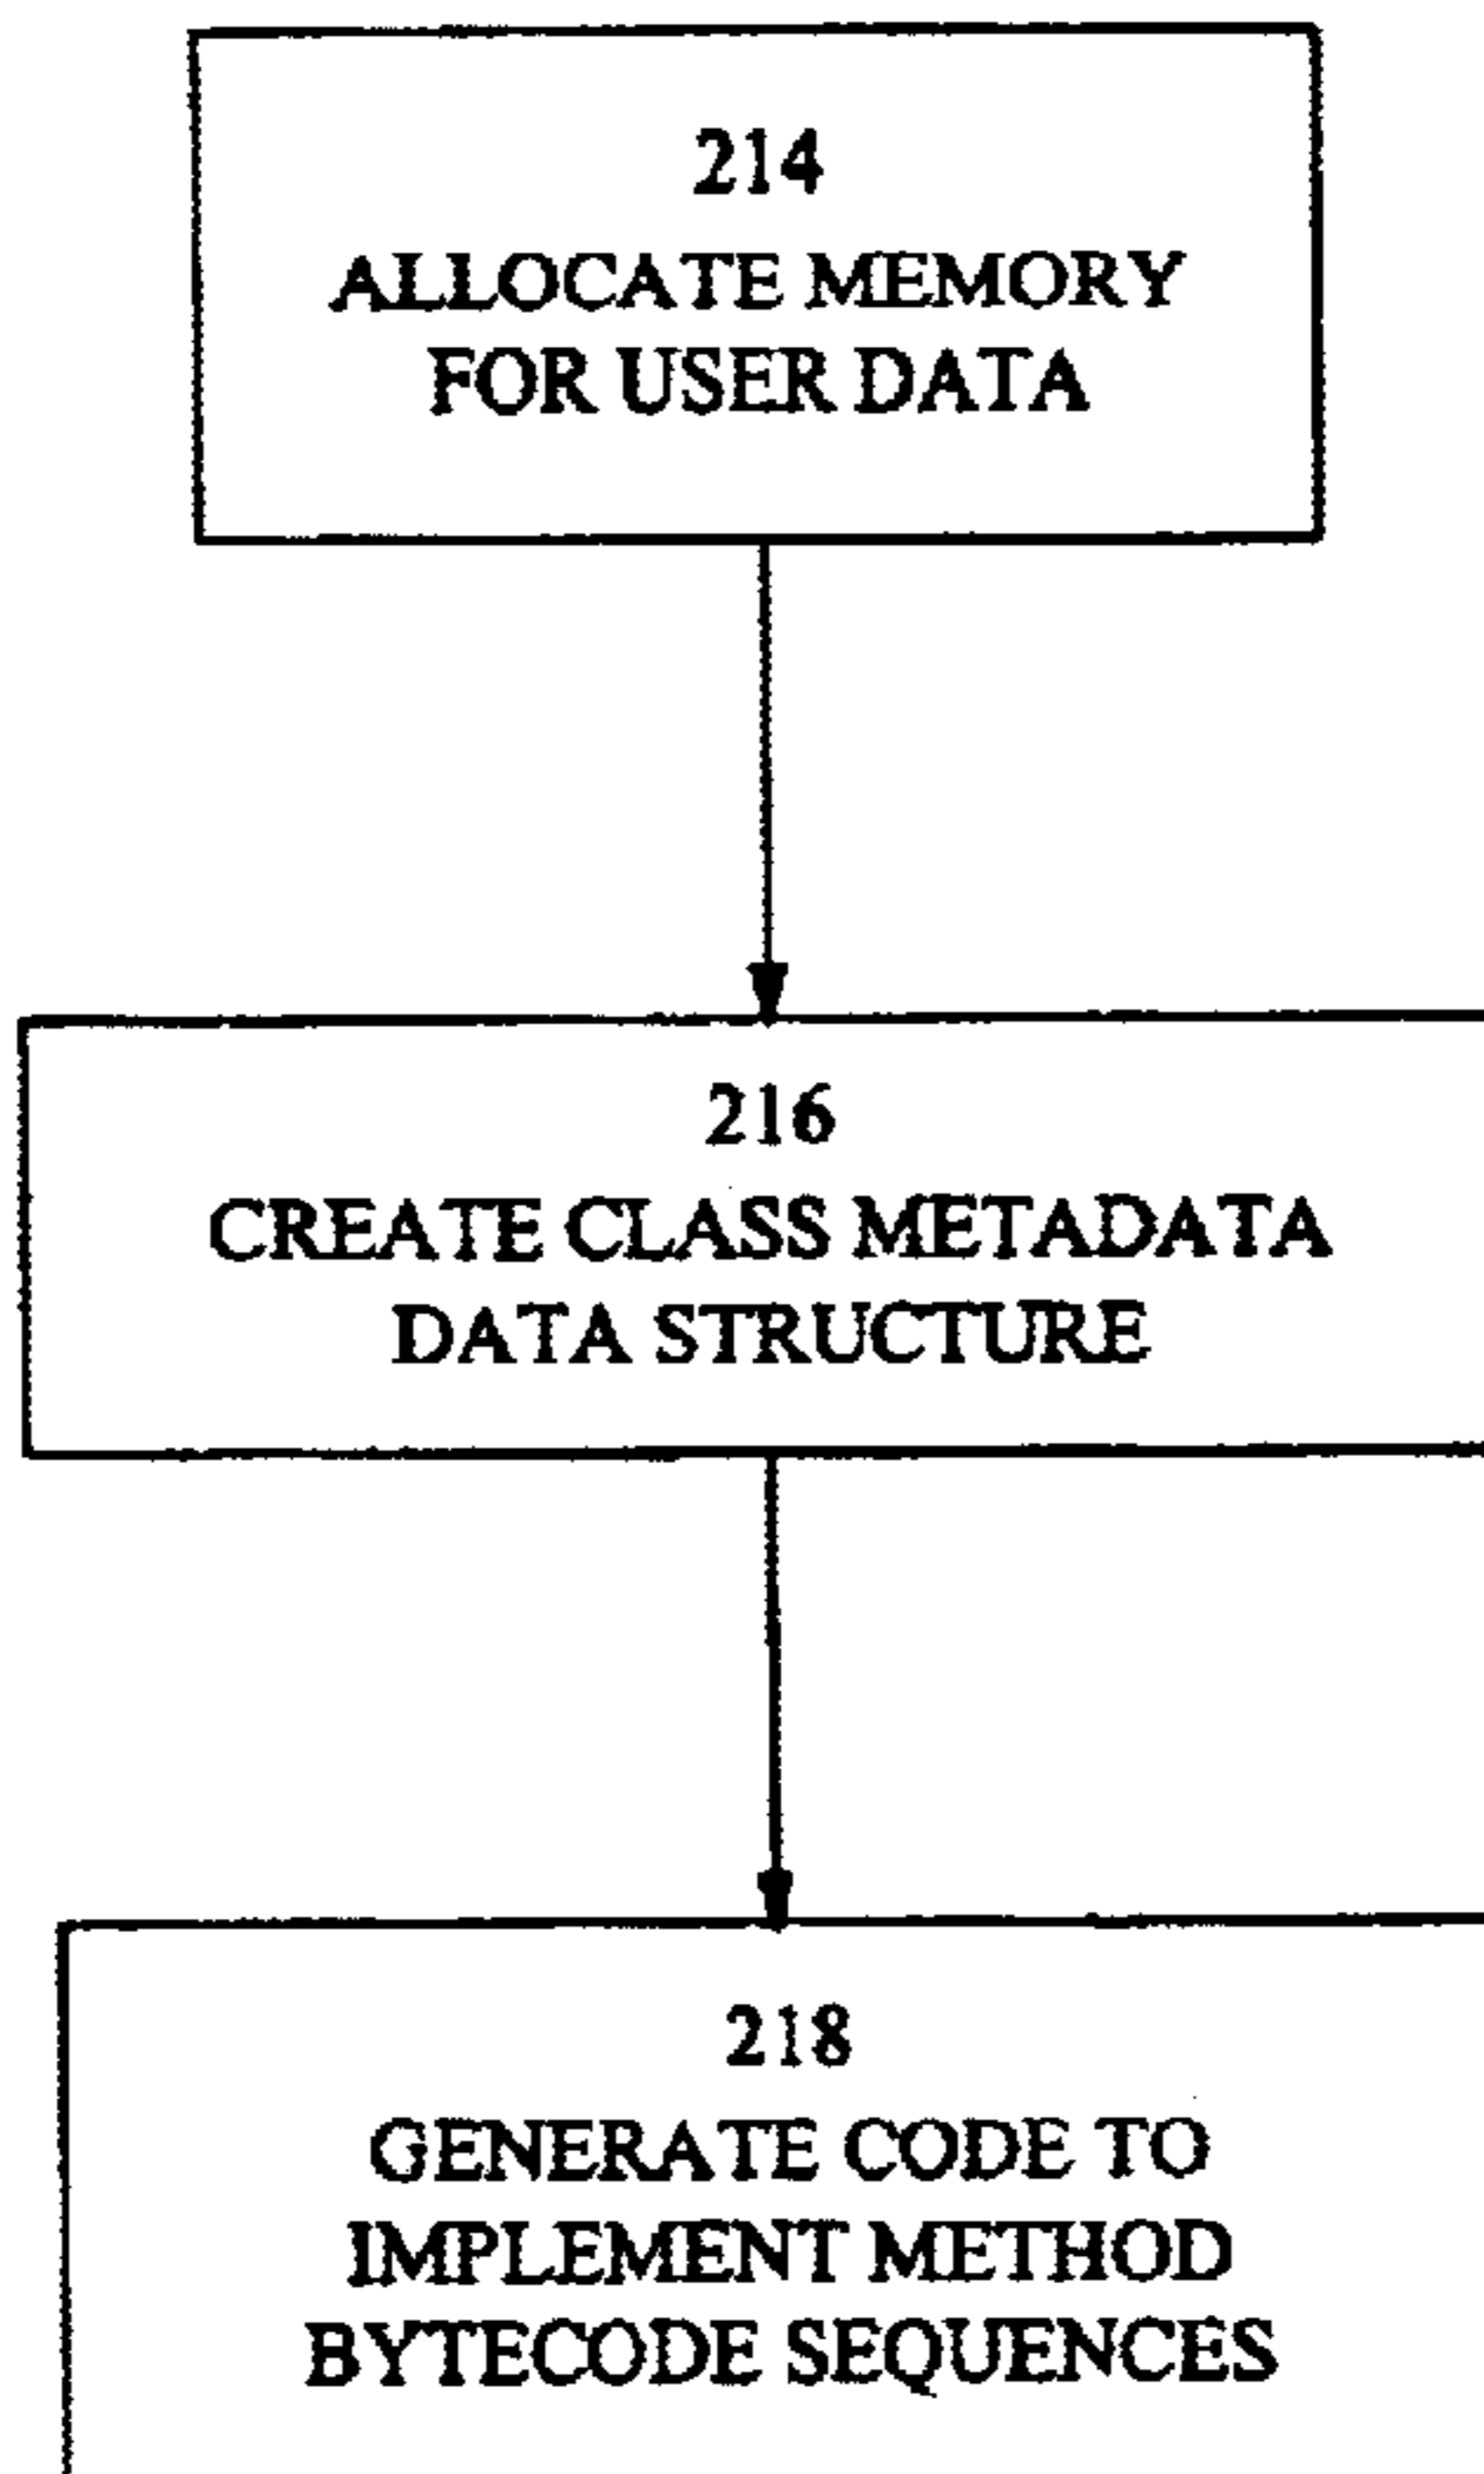 214
ALLOCATE MEMORY
FOR USER DATA
216
CREATE CLASS METADATA
DATA STRUCTURE
218
GENERATE CODE TO
IMPLEMENT METHOD
BYTECODE SEQUENCES